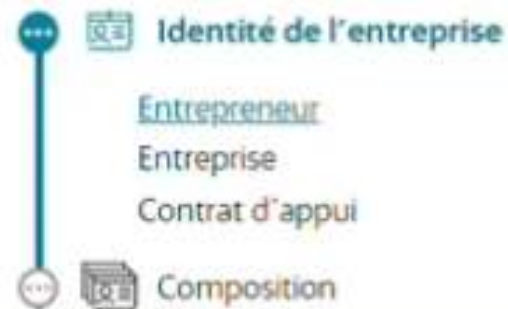 Identité de l'entreprise
Entrepreneur
Entreprise
Contrat d'appui
Composition